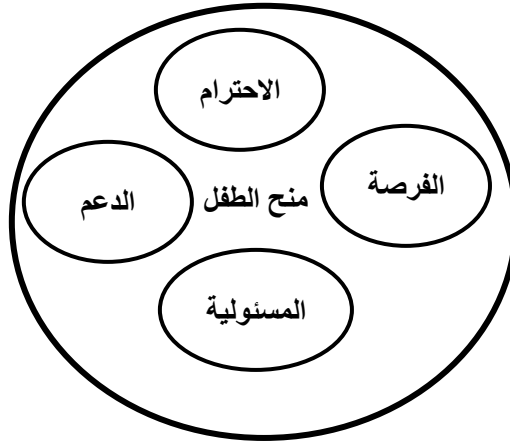 الاحترام
الفرصة
منح الطفل
الدعم
المسئولية